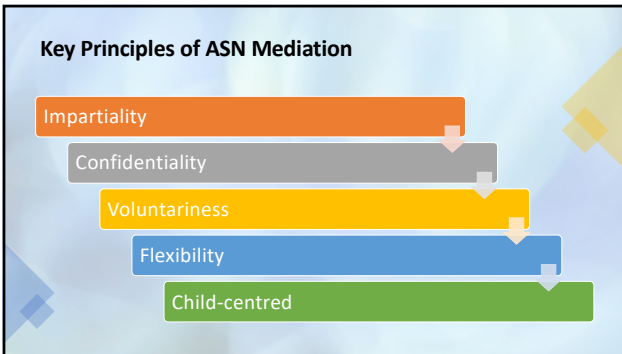 Key Principles of ASN Mediation
Impartiality
Confidentiality
Voluntariness
Flexibility
Child-centred